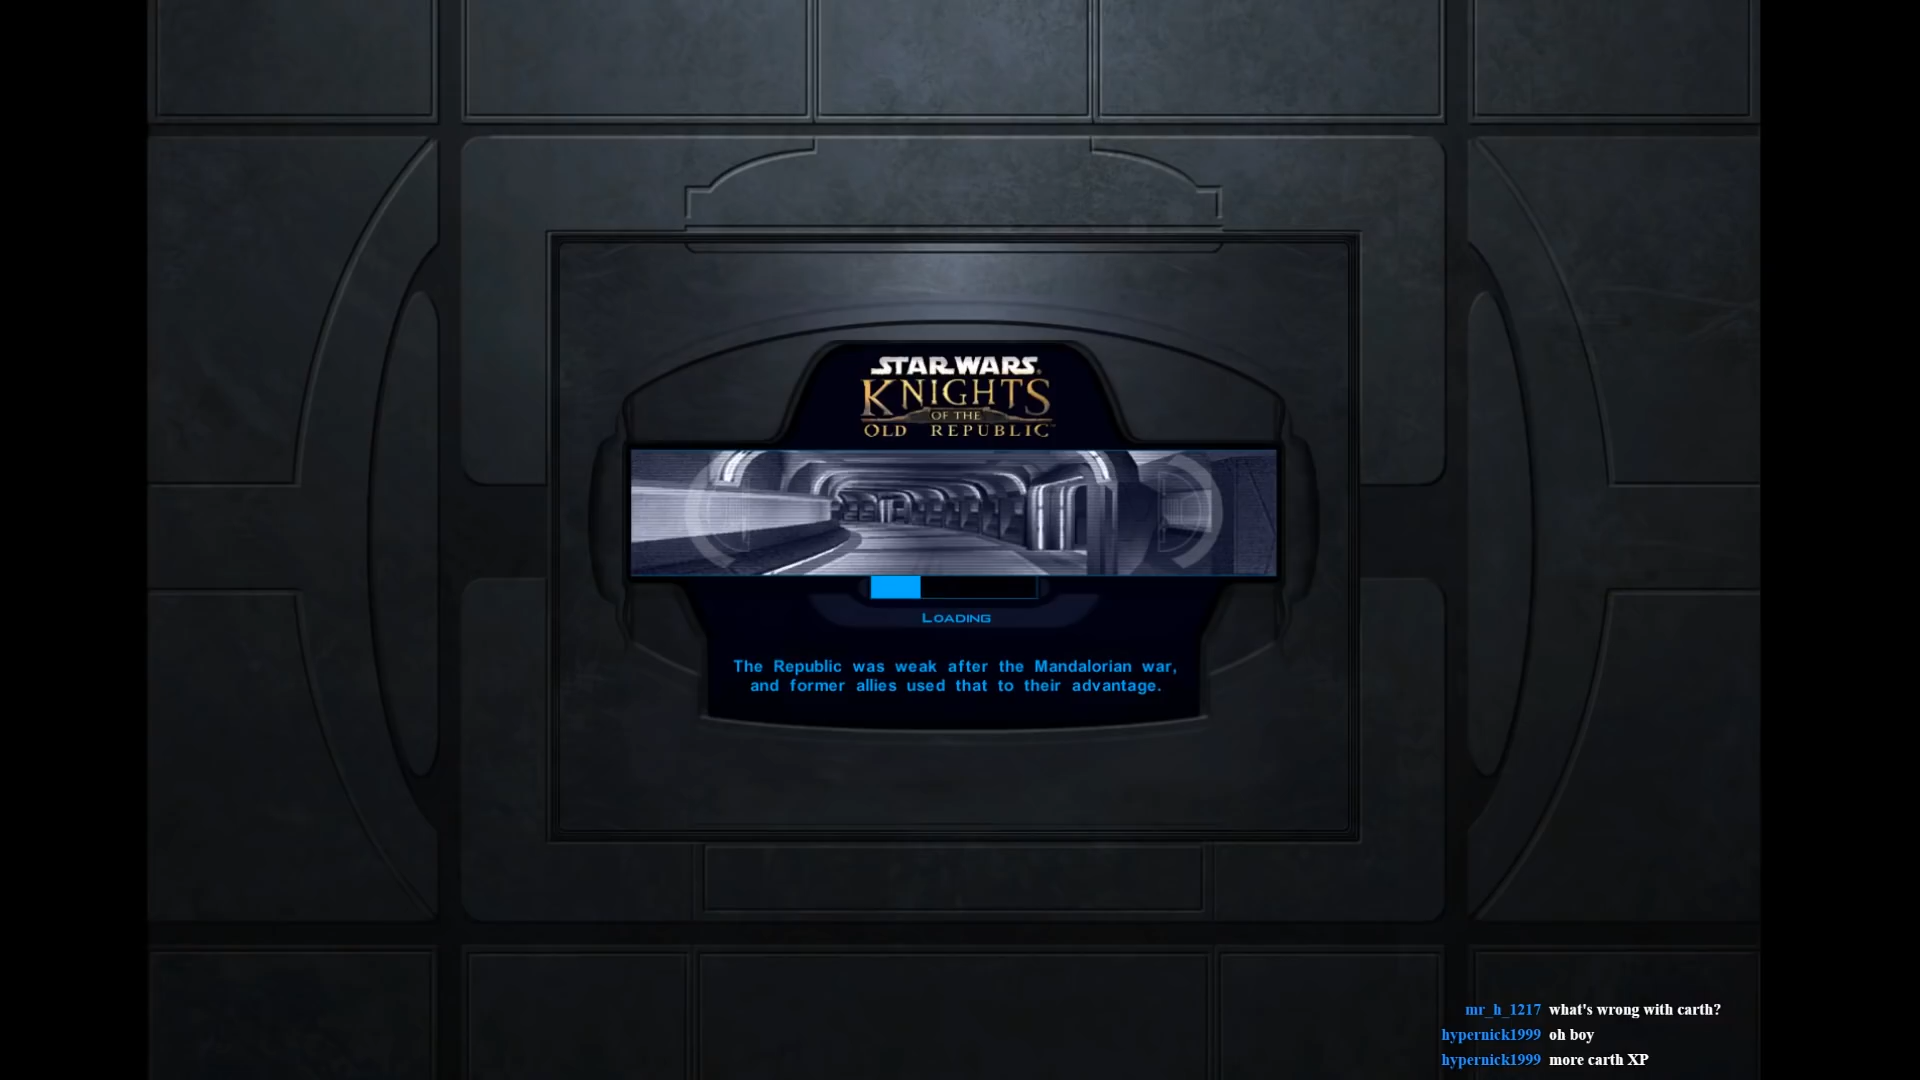 STAR WARS
KNIGHTS
OF THE
OLD REPUBLIC
LOADING
The Republic was weak after the Mandalorian war,
and former allies used that to their advantage.
mr_h_1217 what's wrong with carth?
hypernick1999 oh boy
hypernick1999 more carth XP